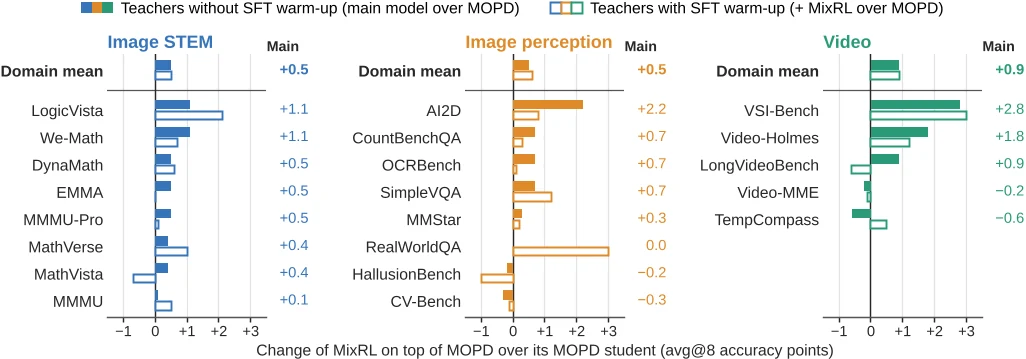 Teachers without SFT warm-up (main model over MOPD) Teachers with SFT warm-up (+ MixRL over MOPD)
Image STEM
Main
Domain mean +0.5
LogicVista +1.1
We-Math +1.1
DynaMath +0.5
EMMA +0.5
MMMU-Pro +0.5
MathVerse +0.4
MathVista +0.4
MMMU +0.1
−1 0 +1 +2 +3
Image perception
Main
Domain mean +0.5
AI2D +2.2
CountBenchQA +0.7
OCRBench +0.7
SimpleVQA +0.7
MMStar +0.3
RealWorldQA 0.0
HallusionBench −0.2
CV-Bench −0.3
−1 0 +1 +2 +3
Video
Main
Domain mean +0.9
VSI-Bench +2.8
Video-Holmes +1.8
LongVideoBench +0.9
Video-MME −0.2
TempCompass −0.6
−1 0 +1 +2 +3
Change of MixRL on top of MOPD over its MOPD student (avg@8 accuracy points)